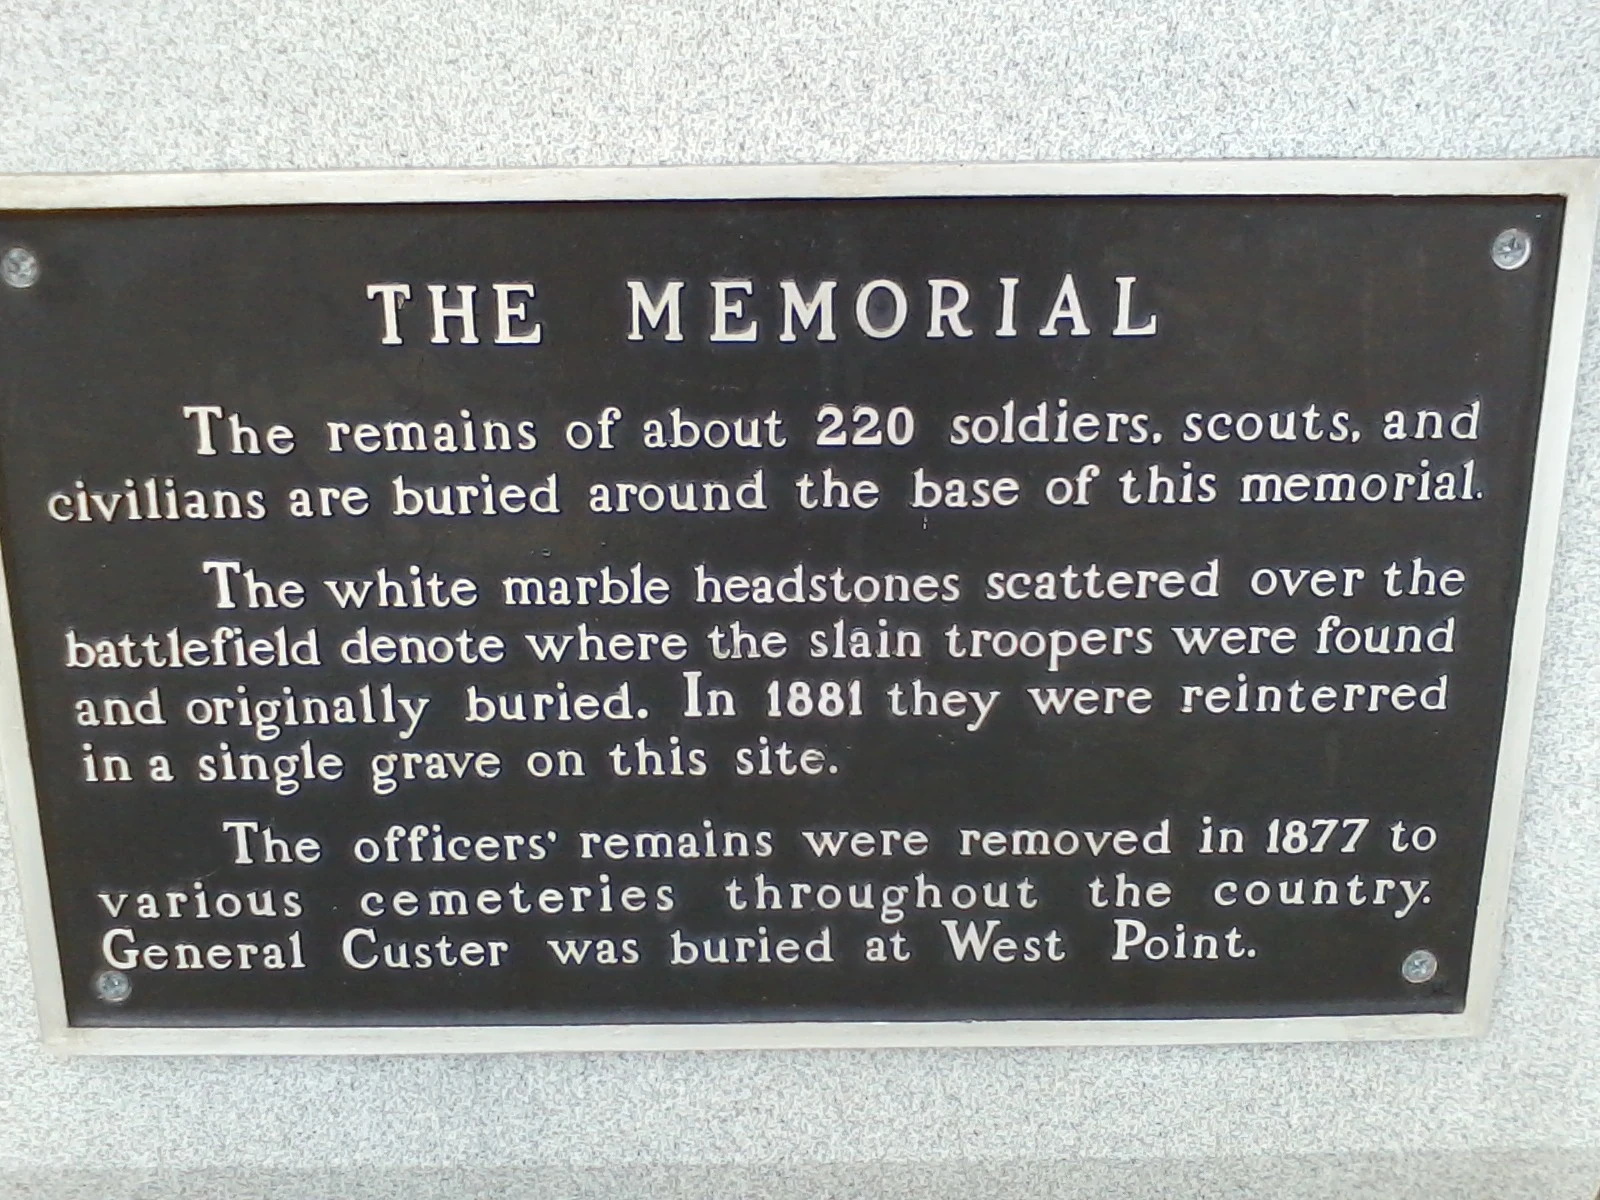 THE MEMORIAL
The remains of about 220 soldiers, scouts, and
civilians are buried around the base of this memorial.
The white marble headstones scattered over the
battlefield denote where the slain troopers were found
and originally buried. In 1881 they were reinterred
in a single grave on this site.
The officers' remains were removed in 1877 to
various cemeteries throughout the country.
General Custer was buried at West Point.